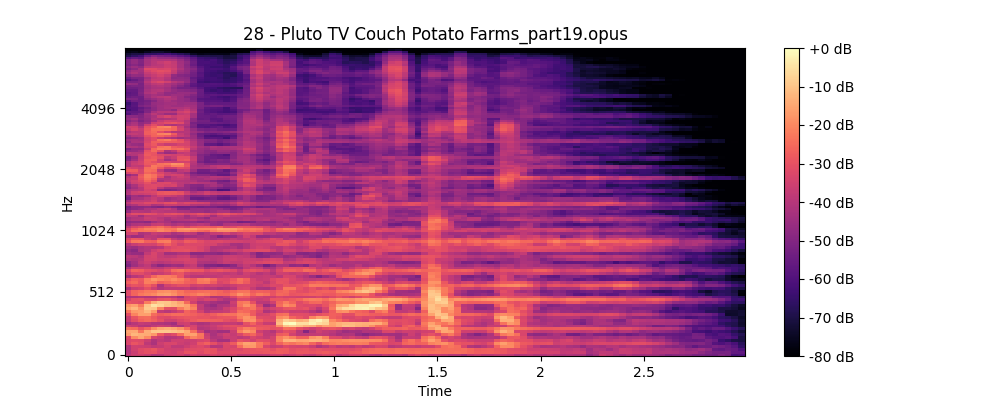 28 - Pluto TV Couch Potato Farms_part19.opus
Hz
4096
2048
1024
512
0
0
0.5
1
1.5
2
2.5
Time
+0 dB
-10 dB
-20 dB
-30 dB
-40 dB
-50 dB
-60 dB
-70 dB
-80 dB